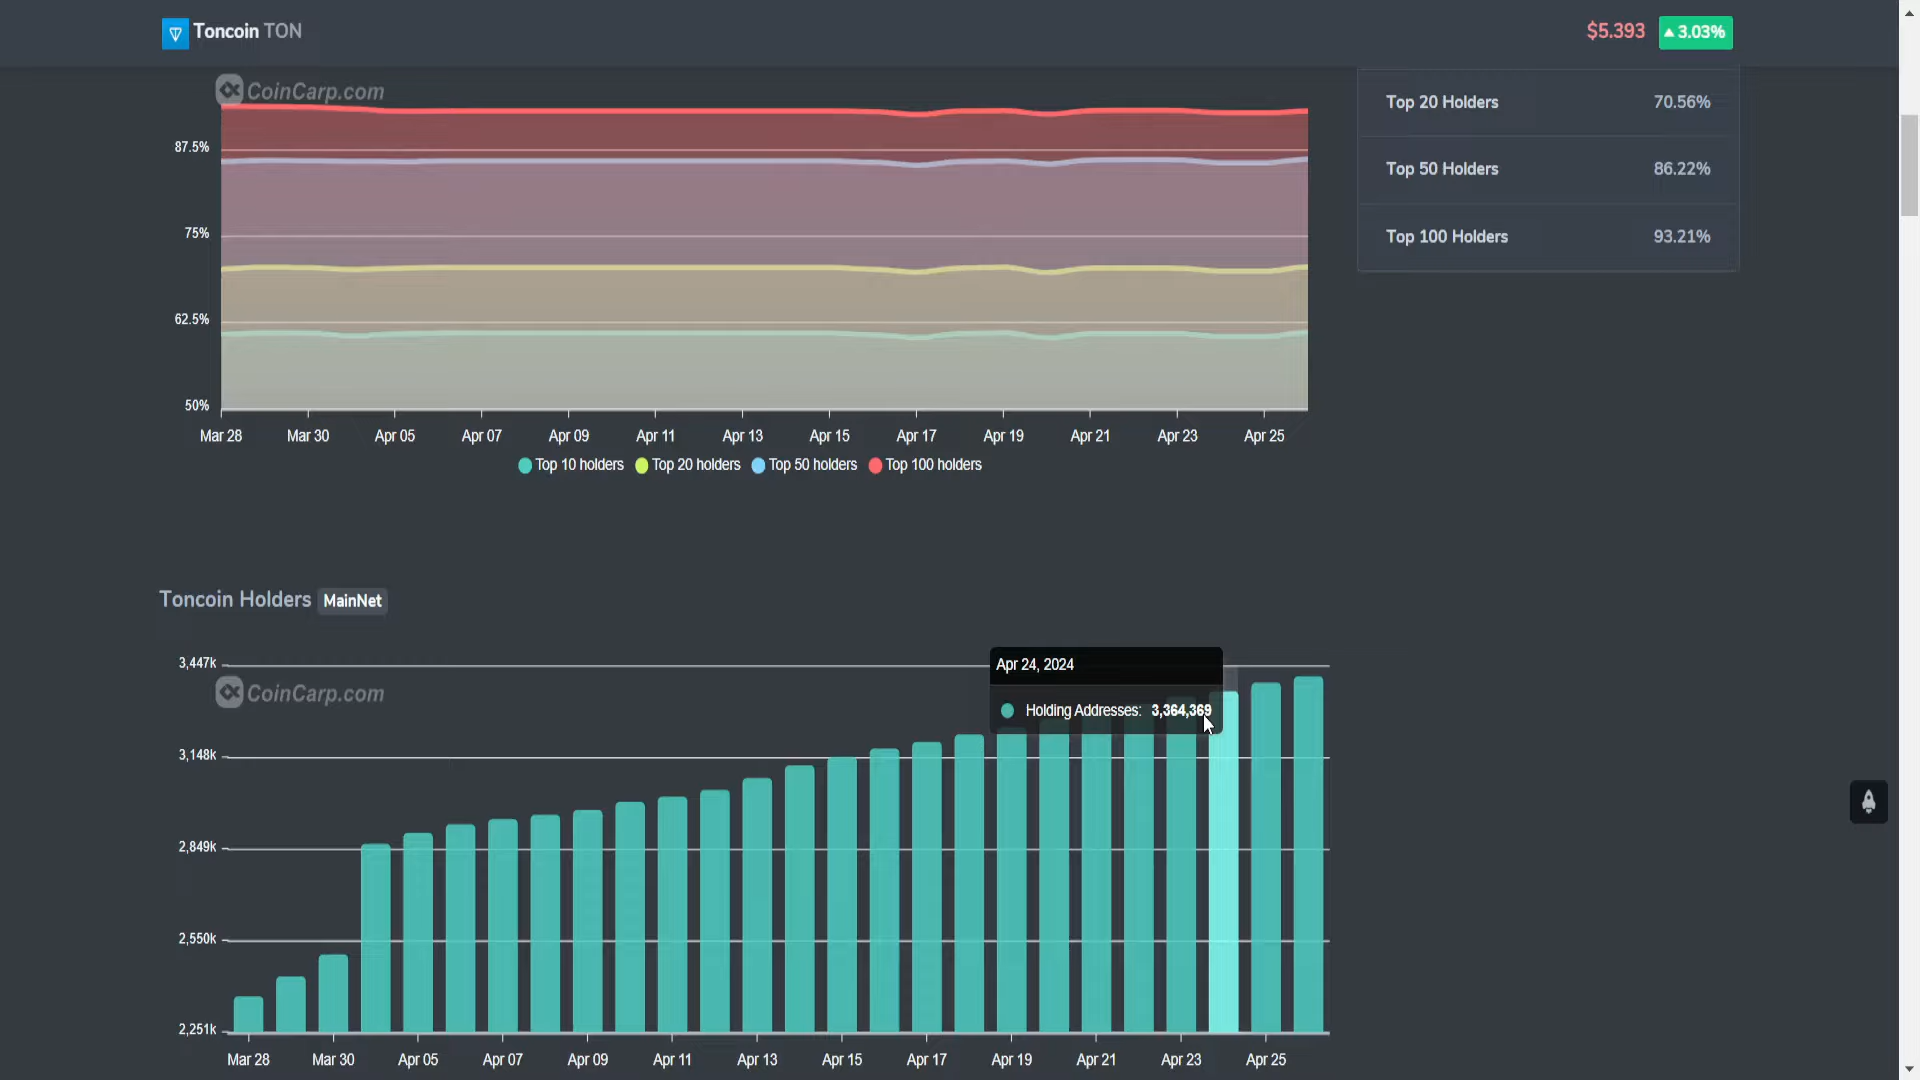 Toncoin TON
$5.393
3.03%
CoinCarp.com
87.5%
75%
62.5%
50%
Mar 28 Mar 30 Apr 05 Apr 07 Apr 09 Apr 11 Apr 13 Apr 15 Apr 17 Apr 19 Apr 21 Apr 23 Apr 25
Top 10 holders Top 20 holders Top 50 holders Top 100 holders
Top 20 Holders 70.56%
Top 50 Holders 86.22%
Top 100 Holders 93.21%
Toncoin Holders MainNet
3,447k
CoinCarp.com
3,148k
2,849k
2,550k
2,251k
Apr 24, 2024
Holding Addresses: 3,364,369
Mar 28 Mar 30 Apr 05 Apr 07 Apr 09 Apr 11 Apr 13 Apr 15 Apr 17 Apr 19 Apr 21 Apr 23 Apr 25